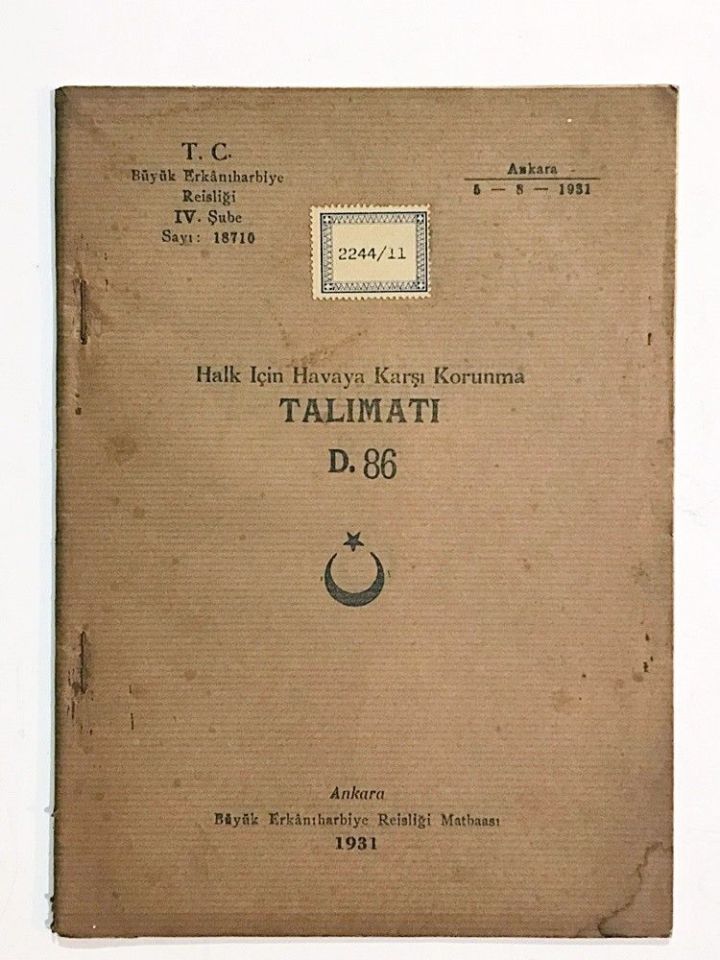 T. C.
Büyük Erkânıharbiye
Reisliği
IV. Şube
Sayı: 18710
Ankara
5 — 8 — 1931
2244/11
Halk Için Havaya Karşı Korunma
TALIMATI
D. 86
Ankara
Büyük Erkânıharbiye Reisliği Matbaası
1931